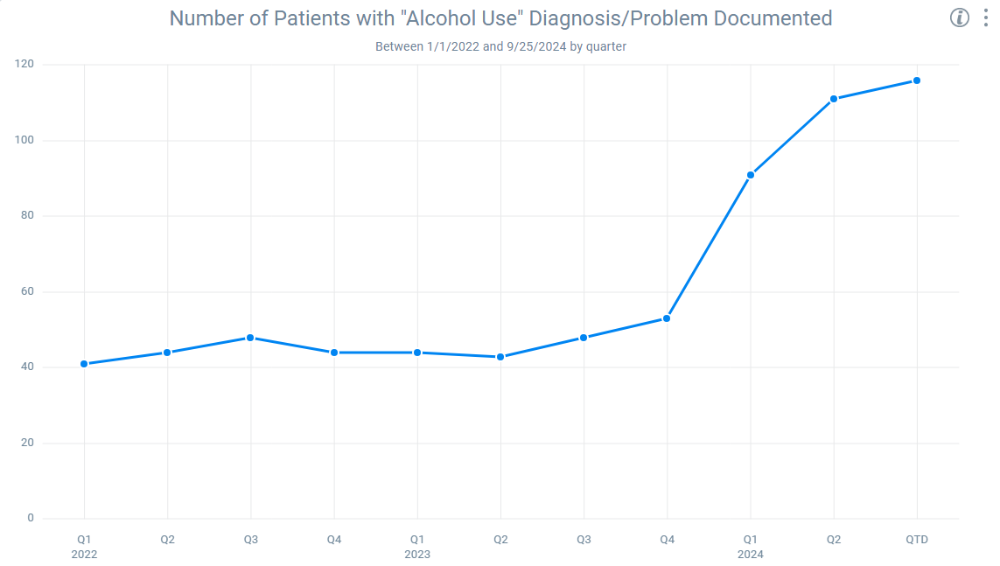 Number of Patients with "Alcohol Use" Diagnosis/Problem Documented
Between 1/1/2022 and 9/25/2024 by quarter
120
100
80
60
40
20
0
Q1 Q2 Q3 Q4 Q1 Q2 Q3 Q4 Q1 Q2 QTD
2022 2023 2024